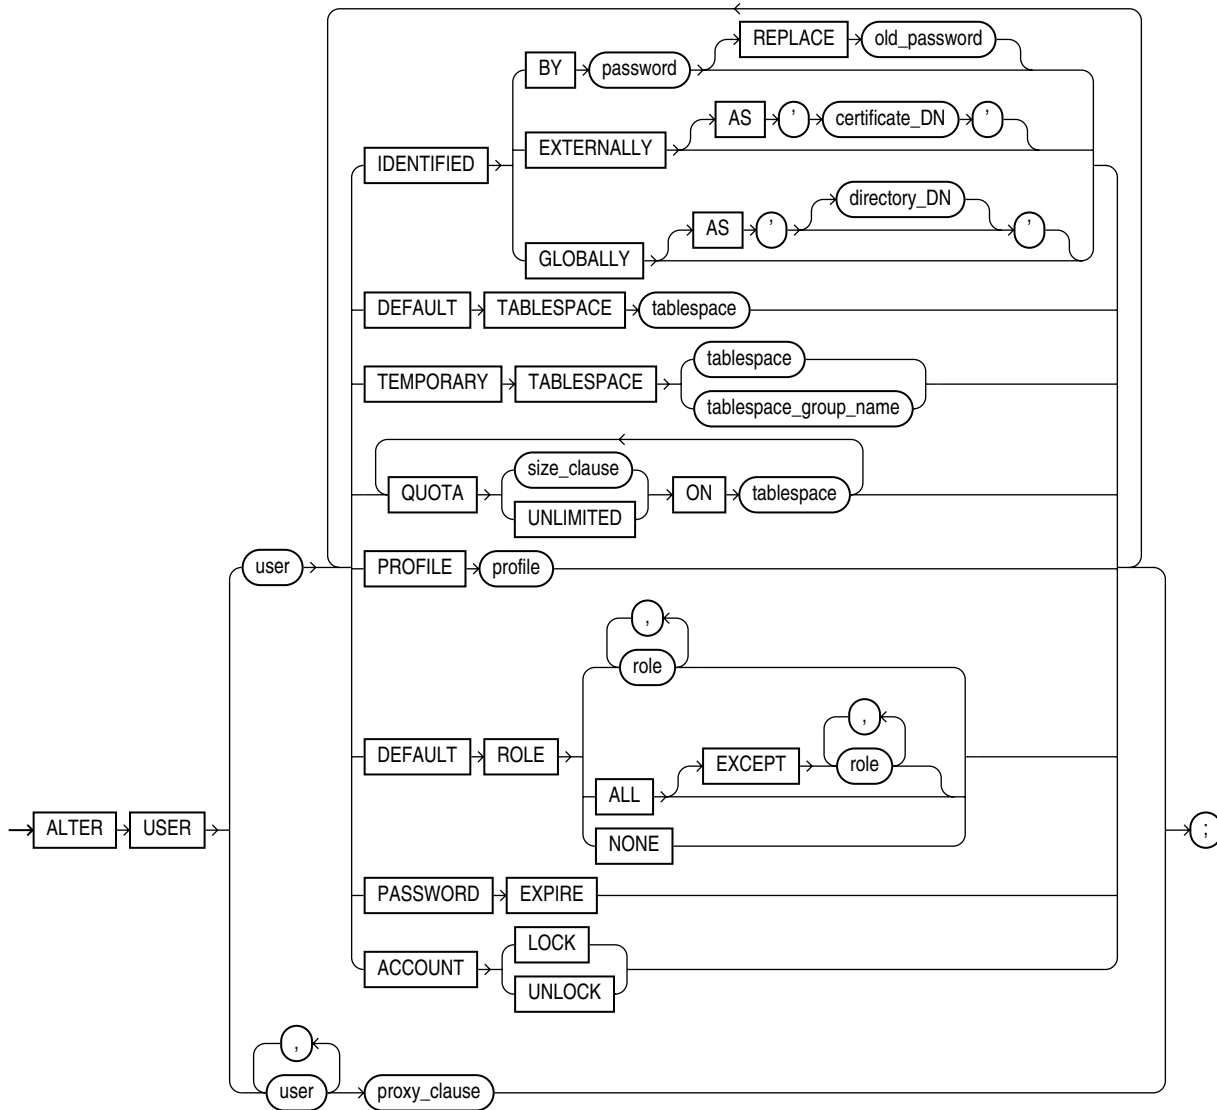 REPLACE old_password
BY password
AS ' certificate_DN '
EXTERNALLY
IDENTIFIED
directory_DN
AS ' '
GLOBALLY
DEFAULT TABLESPACE tablespace
tablespace
TEMPORARY TABLESPACE
tablespace_group_name
size_clause
QUOTA ON tablespace
UNLIMITED
user PROFILE profile
,
role
,
DEFAULT ROLE EXCEPT role
ALL
ALTER USER ;
NONE
PASSWORD EXPIRE
LOCK
ACCOUNT
UNLOCK
,
user proxy_clause